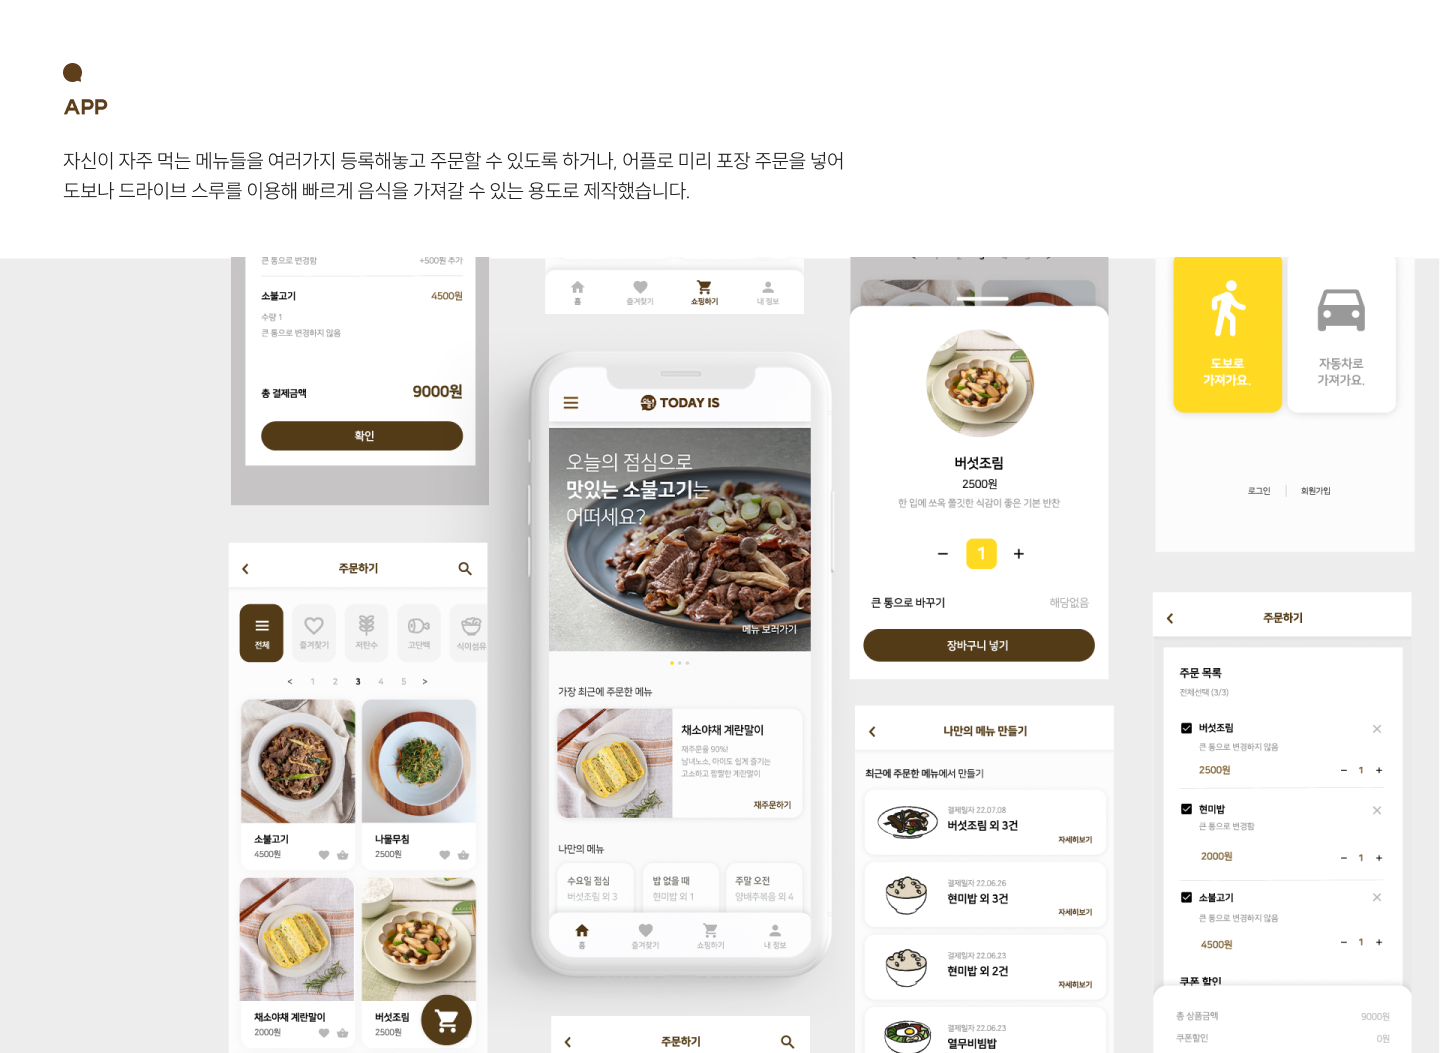 APP
자신이 자주 먹는 메뉴들을 여러가지 등록해놓고 주문할 수 있도록 하거나, 어플로 미리 포장 주문을 넣어
도보나 드라이브 스루를 이용해 빠르게 음식을 가져갈 수 있는 용도로 제작했습니다.
큰 통으로 변경함 +500원 추가
소불고기 4500원
수량 1
큰 통으로 변경하지 않음
총 결제금액 9000원
확인
주문하기
전체 즐겨찾기 저탄수 고단백 식이섬유
< 1 2 3 4 5 >
소불고기
4500원
나물무침
2500원
채소야채 계란말이
2000원
버섯조림
2500원
홈 즐겨찾기 쇼핑하기 내 정보
TODAY IS
오늘의 점심으로
맛있는 소불고기는
어떠세요?
메뉴 보러가기
가장 최근에 주문한 메뉴
채소야채 계란말이
재주문율 90%!
남녀노소, 아이도 쉽게 즐기는
고소하고 짭짤한 계란말이
재주문하기
나만의 메뉴
수요일 점심
버섯조림 외 3
밥 없을 때
현미밥 외 1
주말 오전
양배추볶음 외 4
홈 즐겨찾기 쇼핑하기 내 정보
주문하기
버섯조림
2500원
한 입에 쏘옥 쫄깃한 식감이 좋은 기본 반찬
− 1 +
큰 통으로 바꾸기 해당없음
장바구니 넣기
나만의 메뉴 만들기
최근에 주문한 메뉴에서 만들기
결제일자 22.07.08
버섯조림 외 3건
자세히보기
결제일자 22.06.26
현미밥 외 3건
자세히보기
결제일자 22.06.23
현미밥 외 2건
자세히보기
결제일자 22.06.23
열무비빔밥
자세히보기
도보로
가져가요.
자동차로
가져가요.
로그인 | 회원가입
주문하기
주문 목록
전체선택 (3/3)
버섯조림
큰 통으로 변경하지 않음
2500원 − 1 +
현미밥
큰 통으로 변경함
2000원 − 1 +
소불고기
큰 통으로 변경하지 않음
4500원 − 1 +
쿠폰 할인
총 상품금액 9000원
쿠폰할인 0원